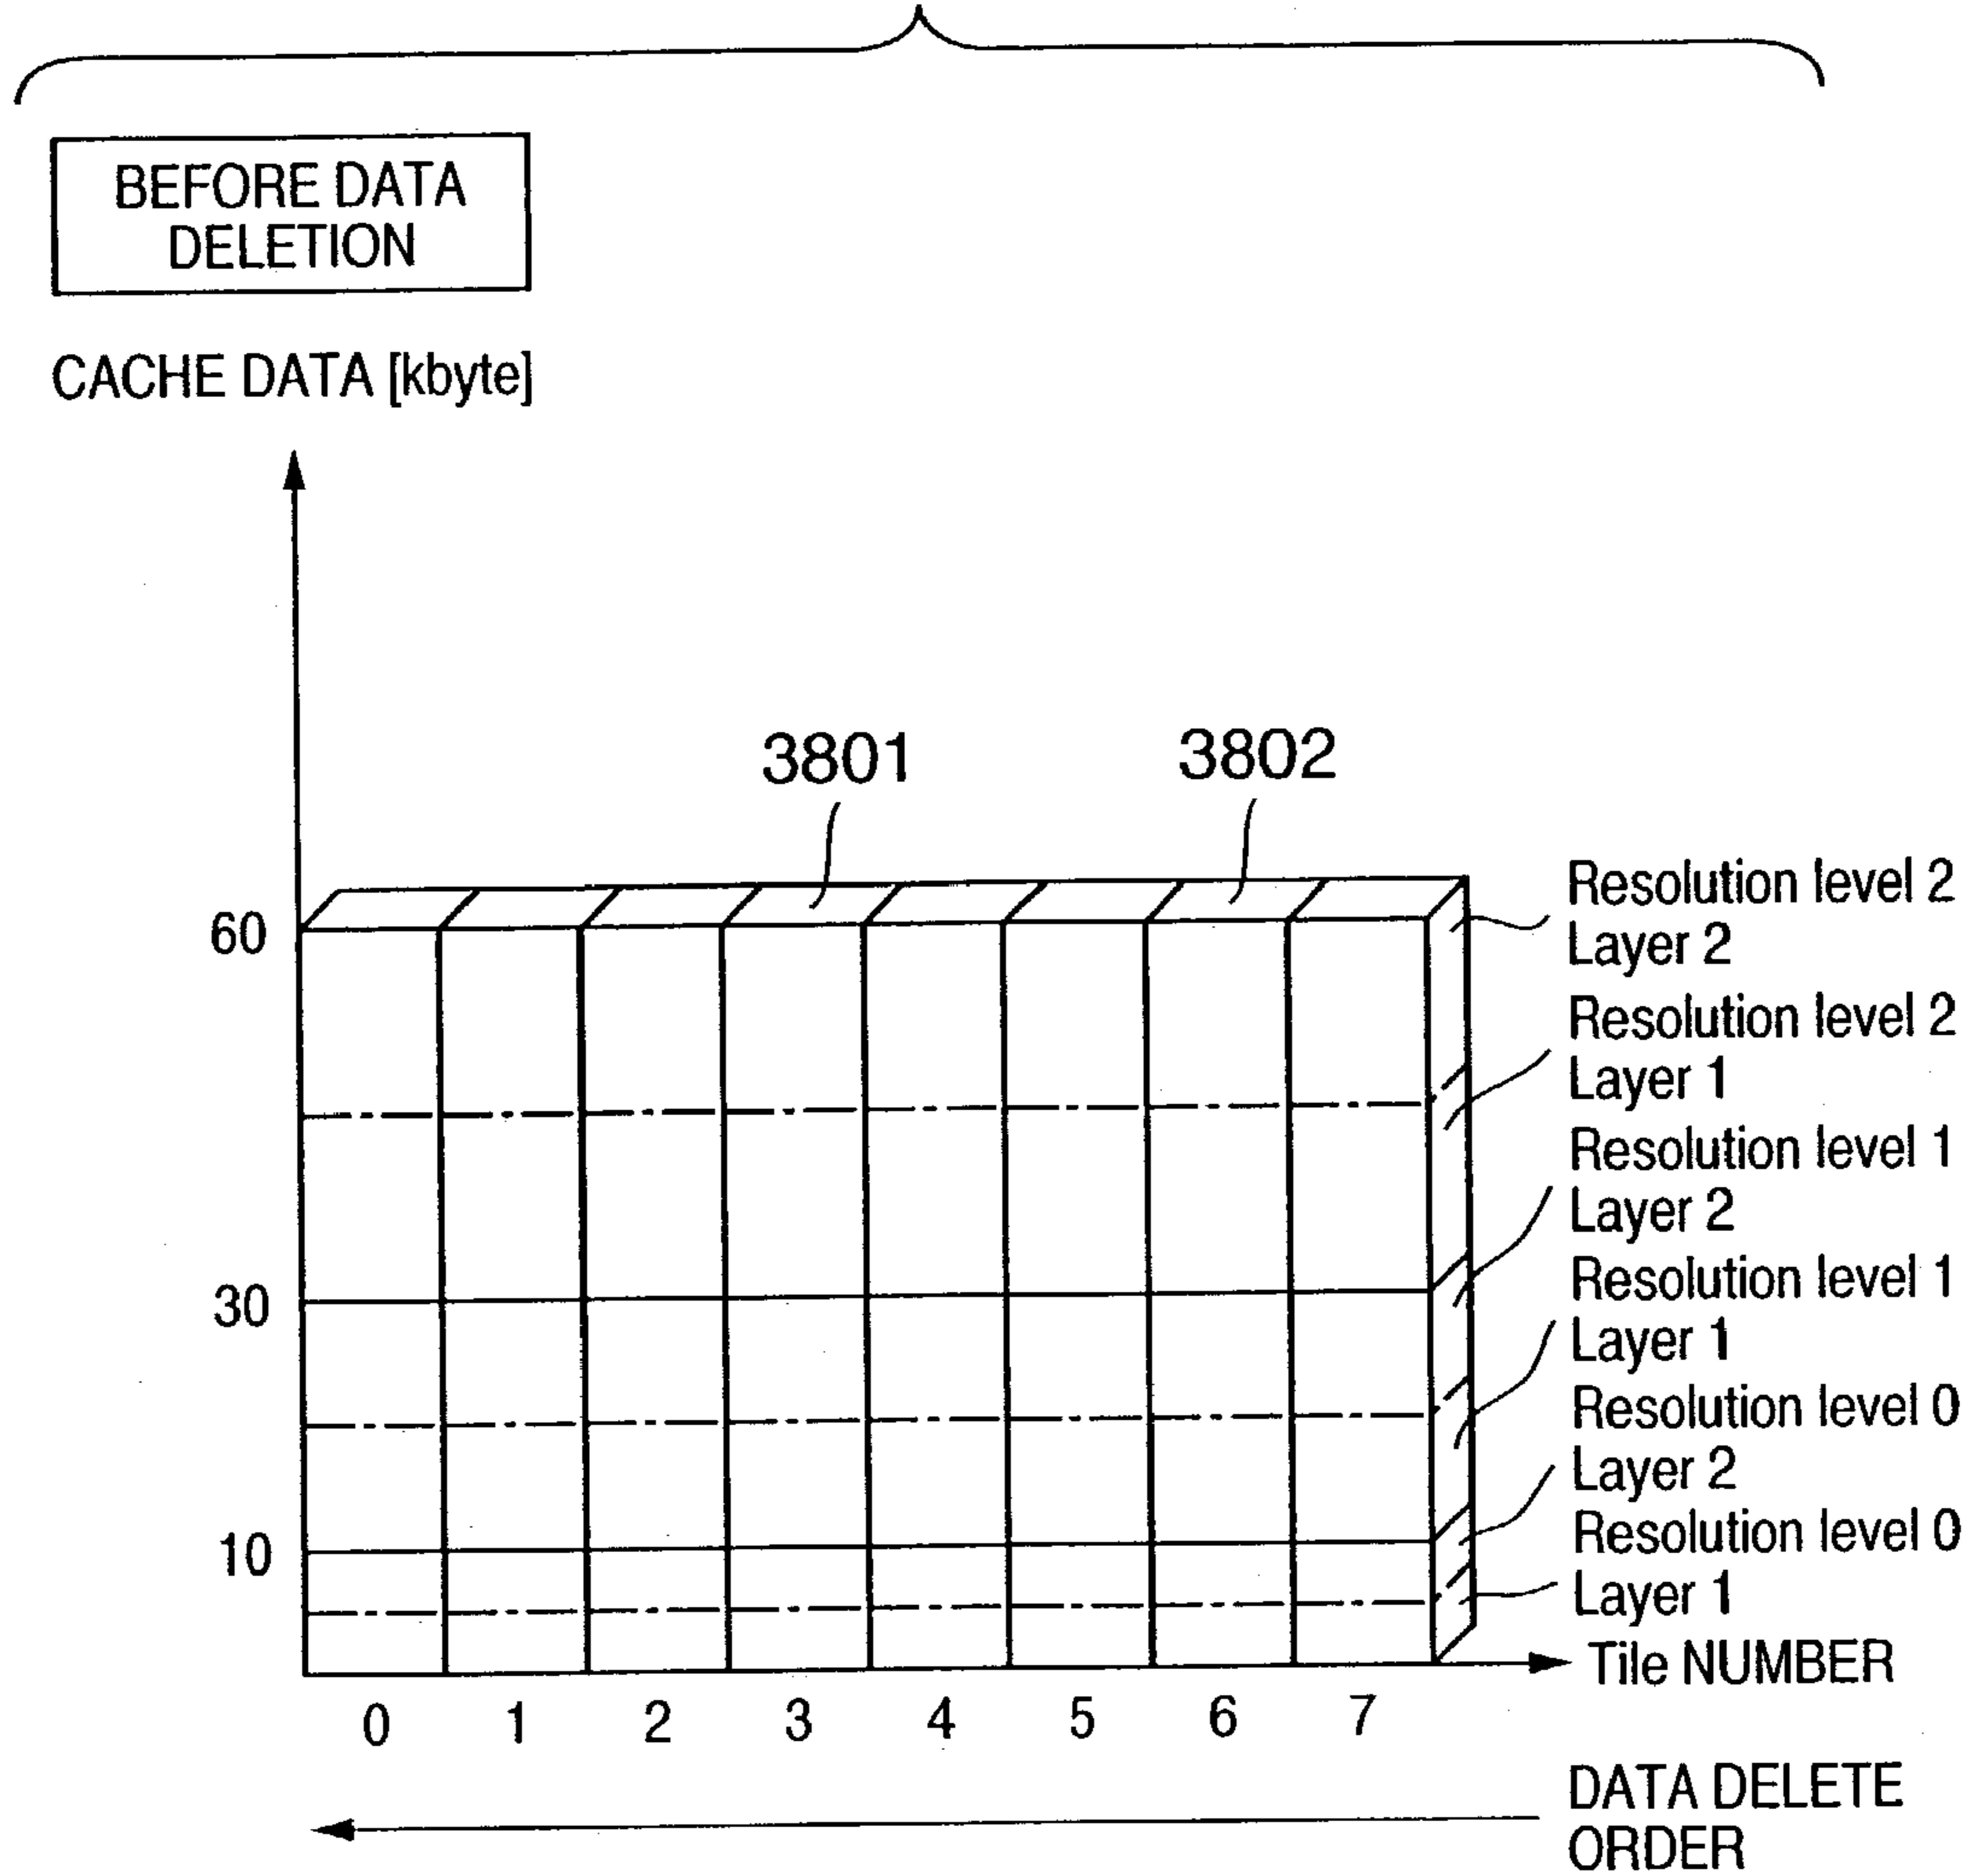 BEFORE DATA
DELETION
CACHE DATA [kbyte]
3801
3802
60
30
10
Resolution level 2
Layer 2
Resolution level 2
Layer 1
Resolution level 1
Layer 2
Resolution level 1
Layer 1
Resolution level 0
Layer 2
Resolution level 0
Layer 1
Tile NUMBER
0 1 2 3 4 5 6 7
DATA DELETE
ORDER